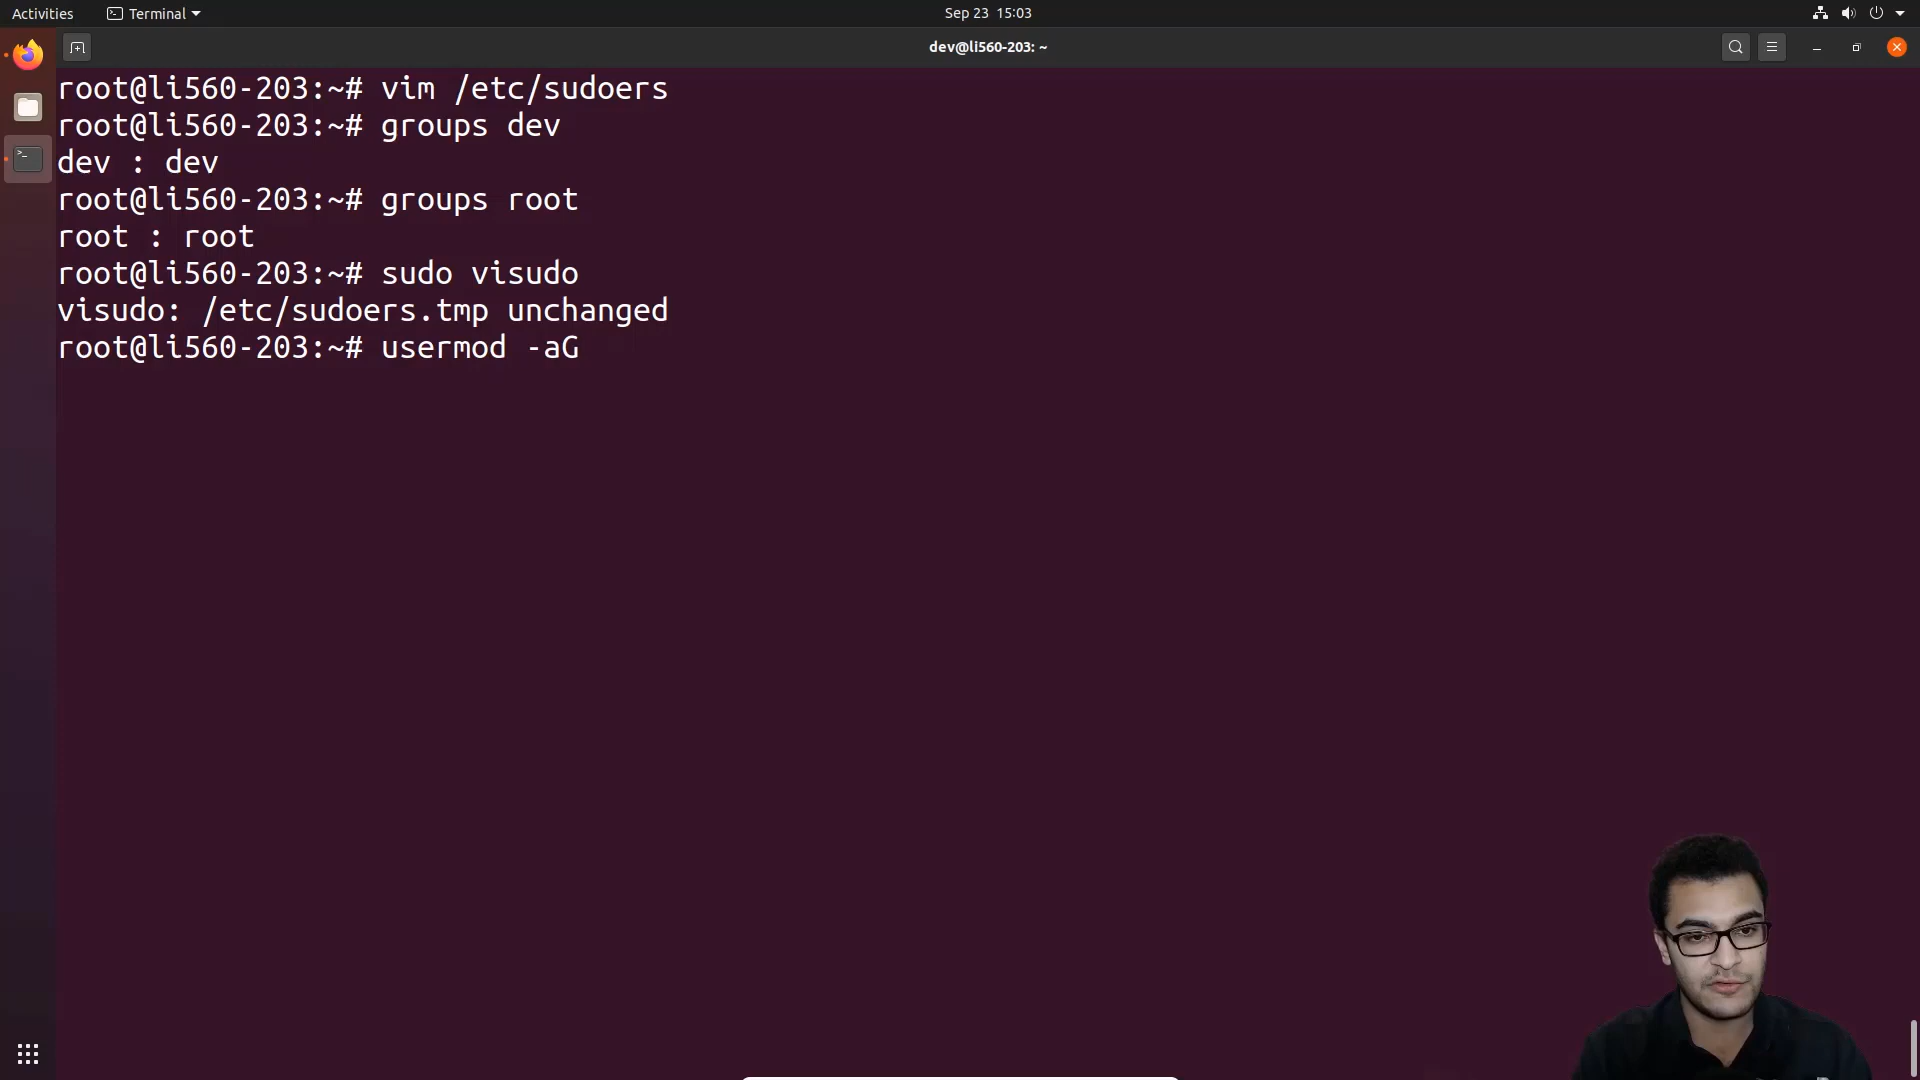 Activities
Terminal
Sep 23 15:03
dev@li560-203: ~
root@li560-203:~# vim /etc/sudoers
root@li560-203:~# groups dev
dev : dev
root@li560-203:~# groups root
root : root
root@li560-203:~# sudo visudo
visudo: /etc/sudoers.tmp unchanged
root@li560-203:~# usermod -aG